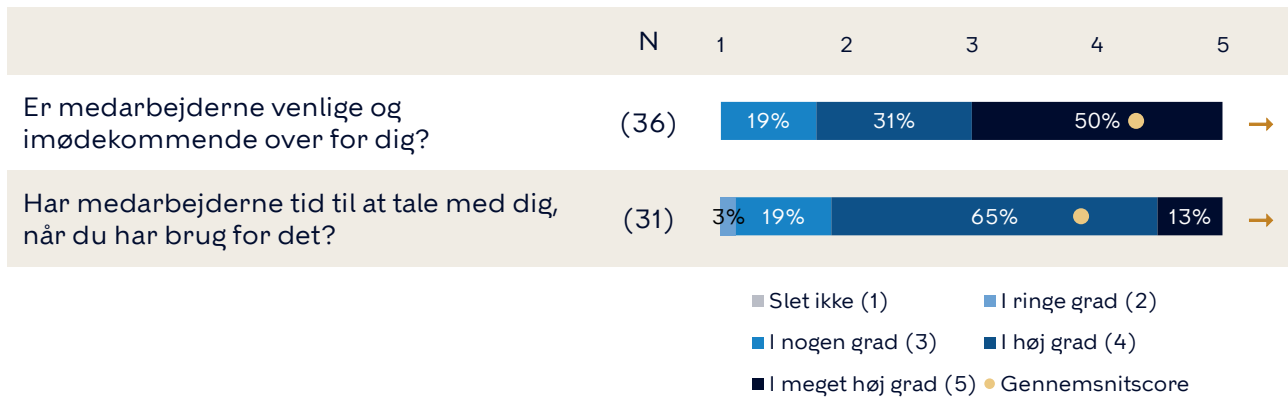 N 1 2 3 4 5
Er medarbejderne venlige og
imødekommende over for dig?
(36) 19% 31% 50%
Har medarbejderne tid til at tale med dig,
når du har brug for det?
(31) 3% 19% 65% 13%
Slet ikke (1) I ringe grad (2)
I nogen grad (3) I høj grad (4)
I meget høj grad (5) Gennemsnitscore